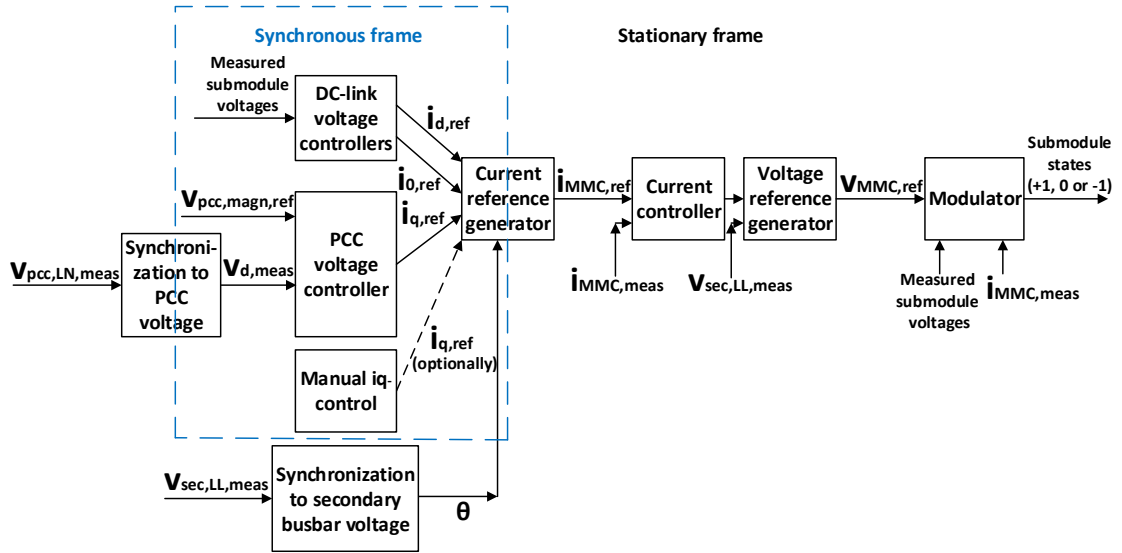 Synchronous frame
Stationary frame
Measured
submodule
voltages
DC-link
voltage
controllers
id,ref
i0,ref
iq,ref
Vpcc,magn,ref
PCC
voltage
controller
Vpcc,LN,meas
Synchroni-
zation to
PCC
voltage
Vd,meas
Manual iq-
control
iq,ref
(optionally)
Vsec,LL,meas
Synchronization
to secondary
busbar voltage
θ
Current
reference
generator
iMMC,ref
Current
controller
iMMC,meas
Voltage
reference
generator
Vsec,LL,meas
VMMC,ref
Modulator
Measured
submodule
voltages
iMMC,meas
Submodule
states
(+1, 0 or -1)